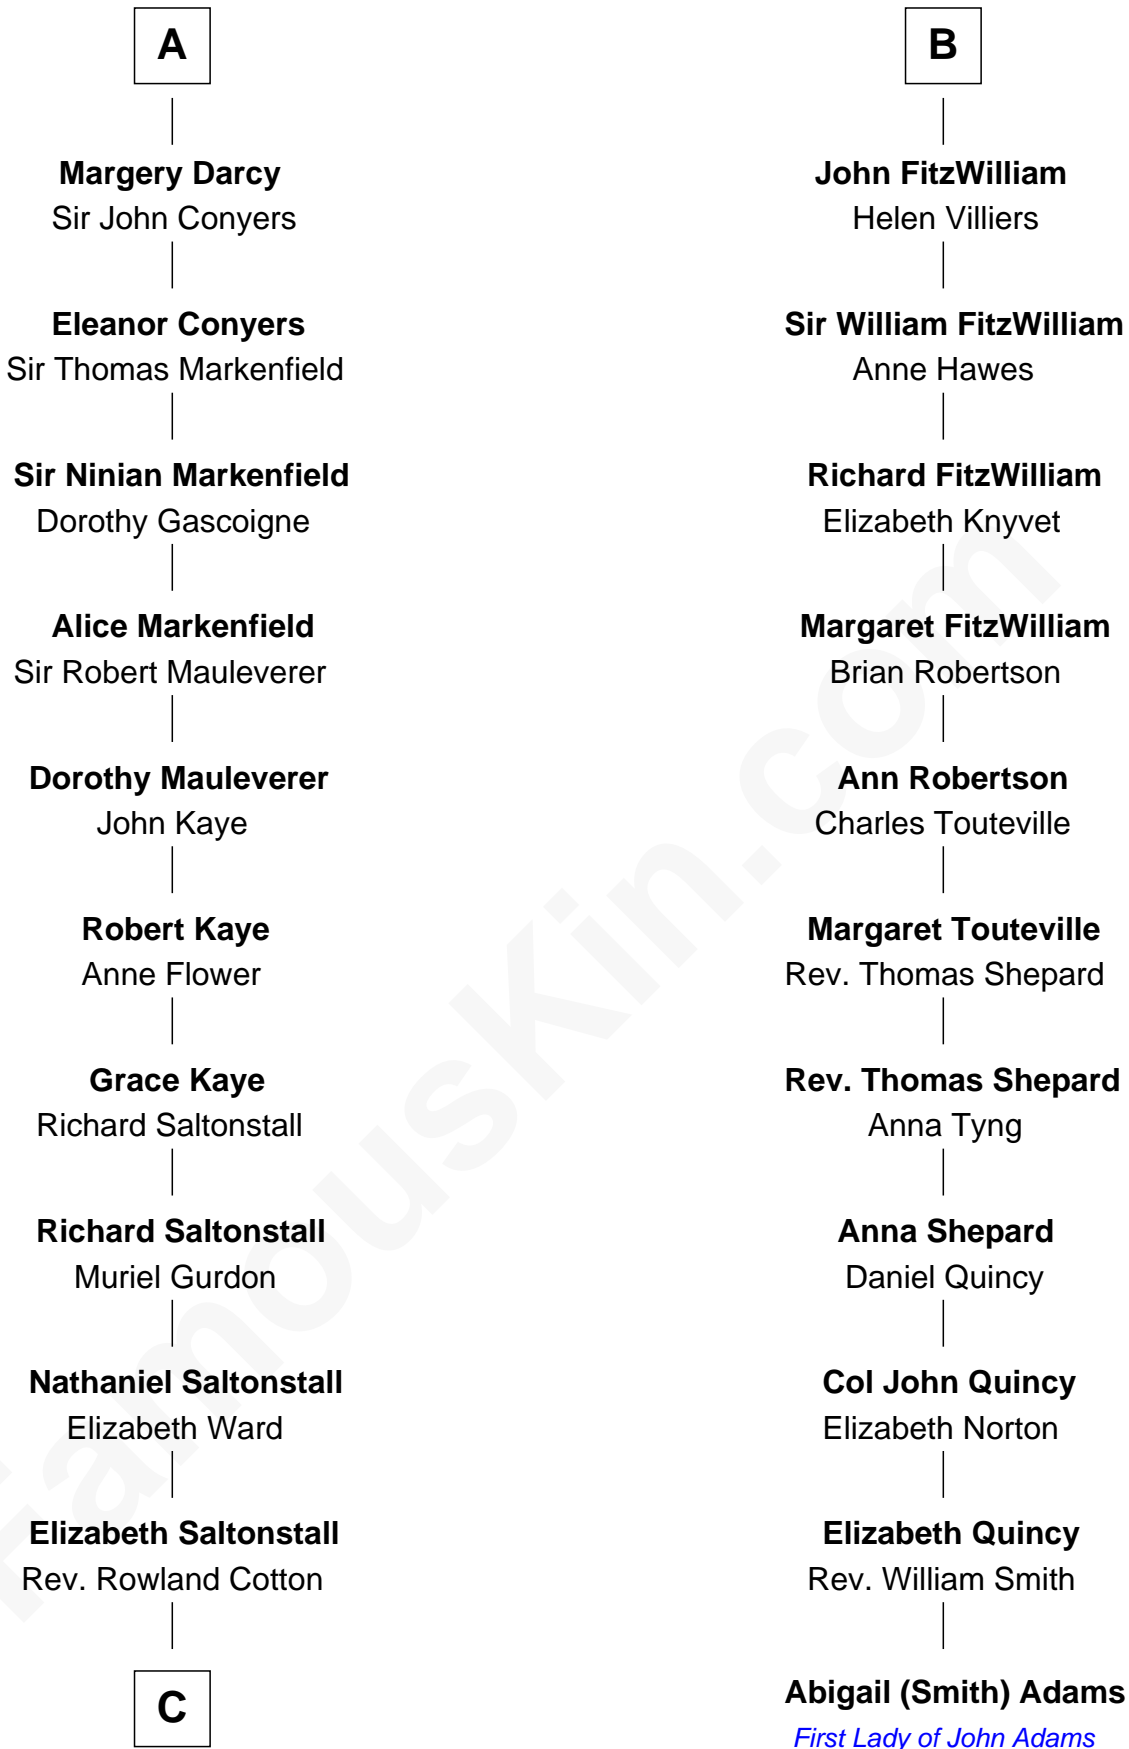 A
Margery Darcy
Sir John Conyers
Eleanor Conyers
Sir Thomas Markenfield
Sir Ninian Markenfield
Dorothy Gascoigne
Alice Markenfield
Sir Robert Mauleverer
Dorothy Mauleverer
John Kaye
Robert Kaye
Anne Flower
Grace Kaye
Richard Saltonstall
Richard Saltonstall
Muriel Gurdon
Nathaniel Saltonstall
Elizabeth Ward
Elizabeth Saltonstall
Rev. Rowland Cotton
C
B
John FitzWilliam
Helen Villiers
Sir William FitzWilliam
Anne Hawes
Richard FitzWilliam
Elizabeth Knyvet
Margaret FitzWilliam
Brian Robertson
Ann Robertson
Charles Touteville
Margaret Touteville
Rev. Thomas Shepard
Rev. Thomas Shepard
Anna Tyng
Anna Shepard
Daniel Quincy
Col John Quincy
Elizabeth Norton
Elizabeth Quincy
Rev. William Smith
Abigail (Smith) Adams
First Lady of John Adams
FamousKin.com